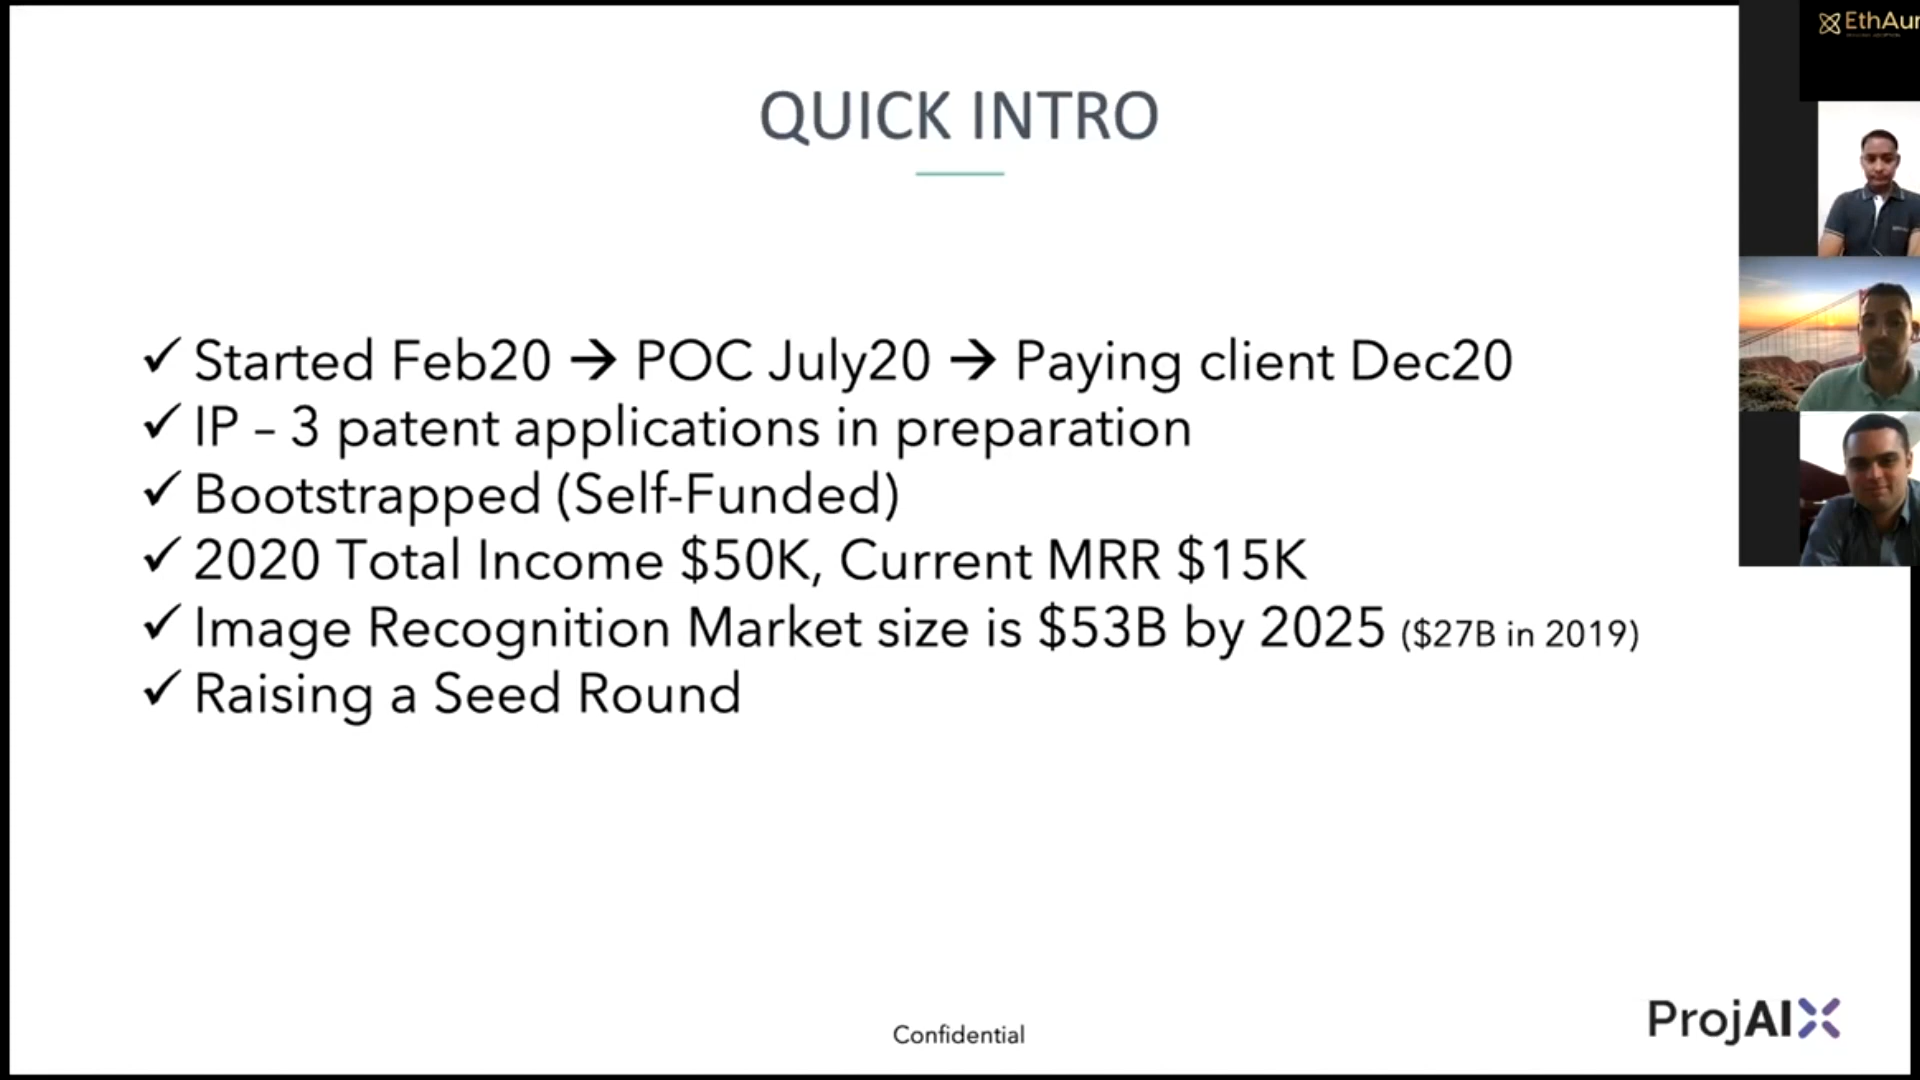 QUICK INTRO
✓ Started Feb20 → POC July20 → Paying client Dec20
✓ IP – 3 patent applications in preparation
✓ Bootstrapped (Self-Funded)
✓ 2020 Total Income $50K, Current MRR $15K
✓ Image Recognition Market size is $53B by 2025 ($27B in 2019)
✓ Raising a Seed Round
Confidential
ProjAIX
EthAur